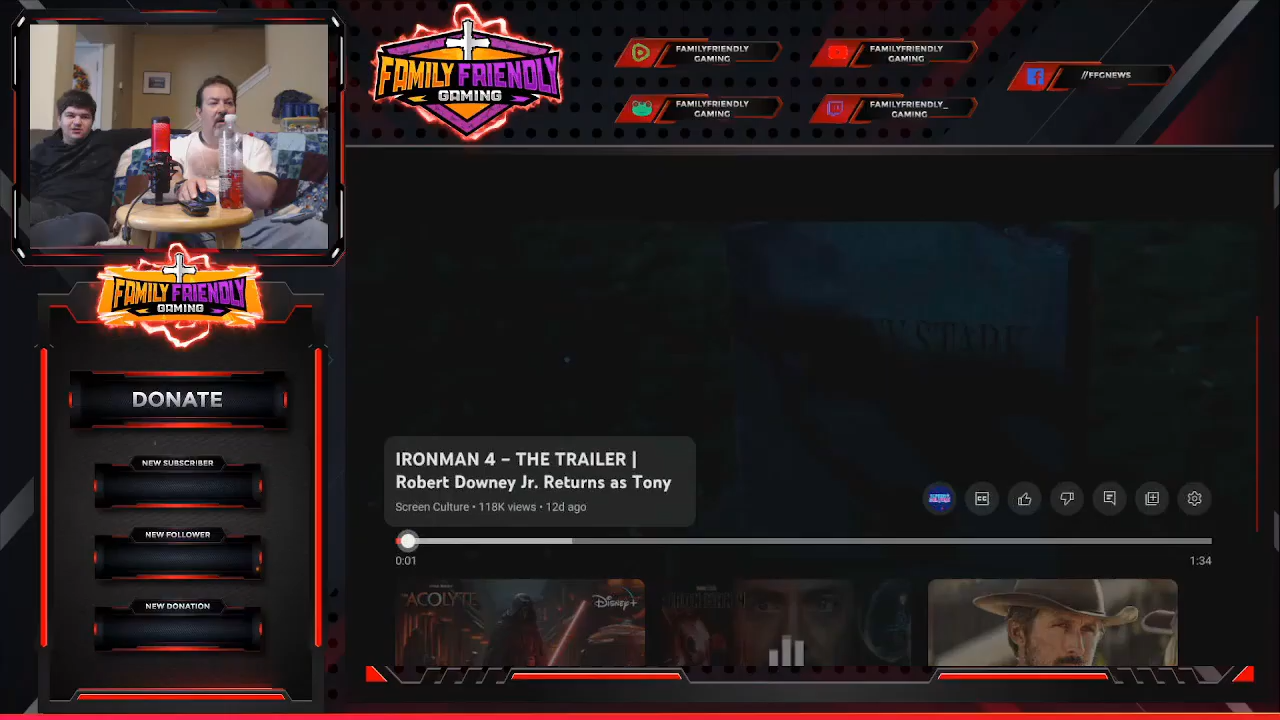 FAMILY FRIENDLY
GAMING
FAMILYFRIENDLY
GAMING
FAMILYFRIENDLY
GAMING
//FFGNEWS
FAMILYFRIENDLY
GAMING
FAMILYFRIENDLY_
GAMING
FAMILY FRIENDLY
GAMING
DONATE
NEW SUBSCRIBER
NEW FOLLOWER
NEW DONATION
IRONMAN 4 – THE TRAILER |
Robert Downey Jr. Returns as Tony
Screen Culture • 118K views • 12d ago
CC
0:01
1:34
ACOLYTE
Disney+